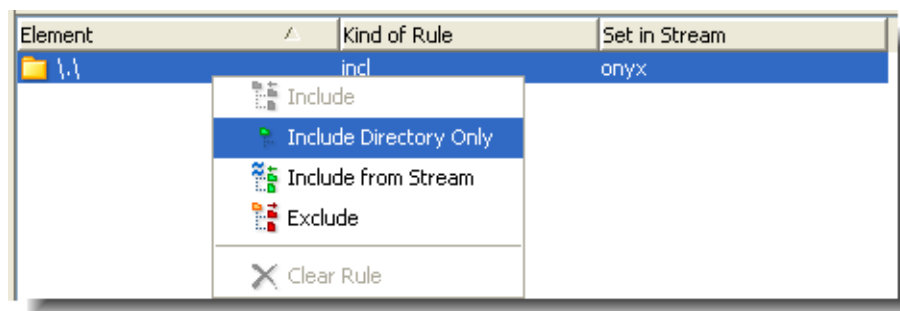 Element Kind of Rule Set in Stream
\.\ incl onyx
Include
Include Directory Only
Include from Stream
Exclude
Clear Rule